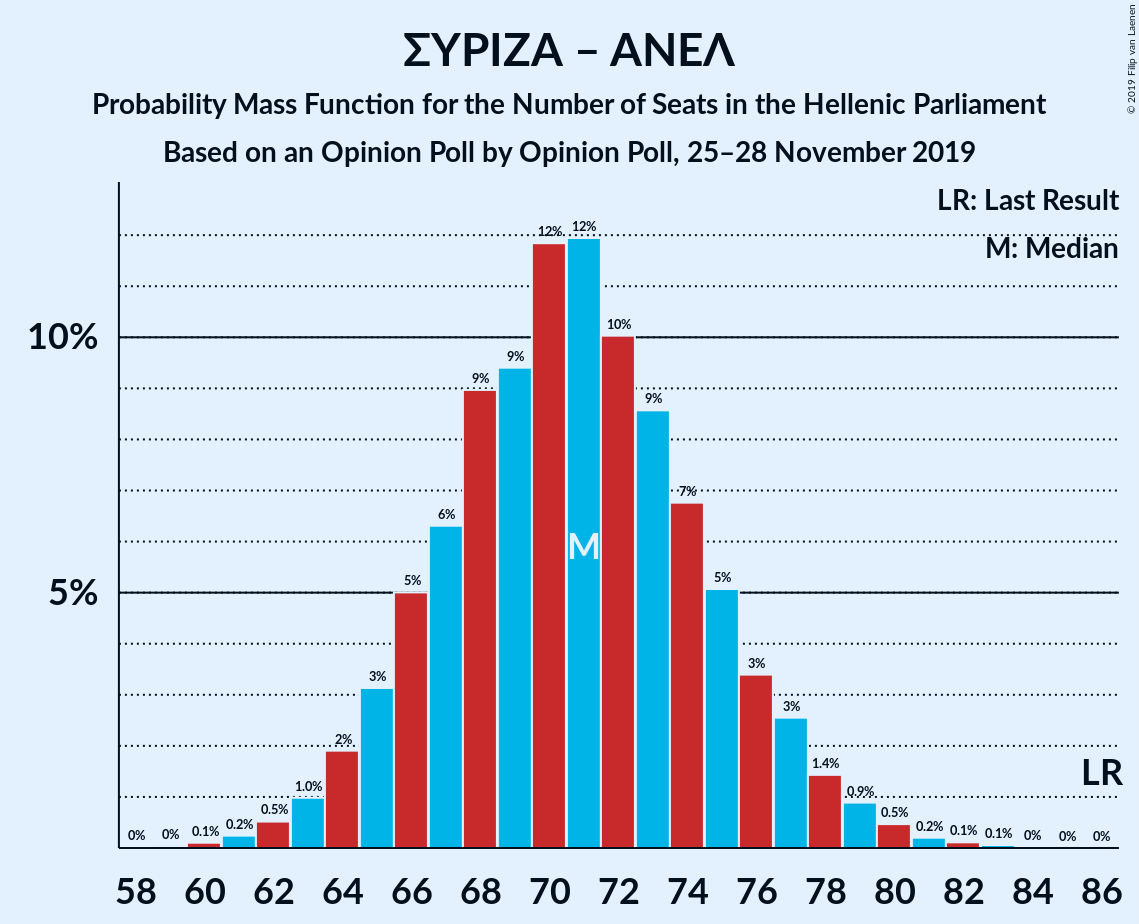 ΣΥΡΙΖΑ – ΑΝΕΛ
Probability Mass Function for the Number of Seats in the Hellenic Parliament
Based on an Opinion Poll by Opinion Poll, 25–28 November 2019
© 2019 Filip van Laenen
LR: Last Result
M: Median
10%
5%
0% 0% 0.1% 0.2% 0.5% 1.0% 2% 3% 5% 6% 9% 9% 12% 12% 10% 9% 7% 5% 3% 3% 1.4% 0.9% 0.5% 0.2% 0.1% 0.1% 0% 0% 0%
M
LR
58 60 62 64 66 68 70 72 74 76 78 80 82 84 86